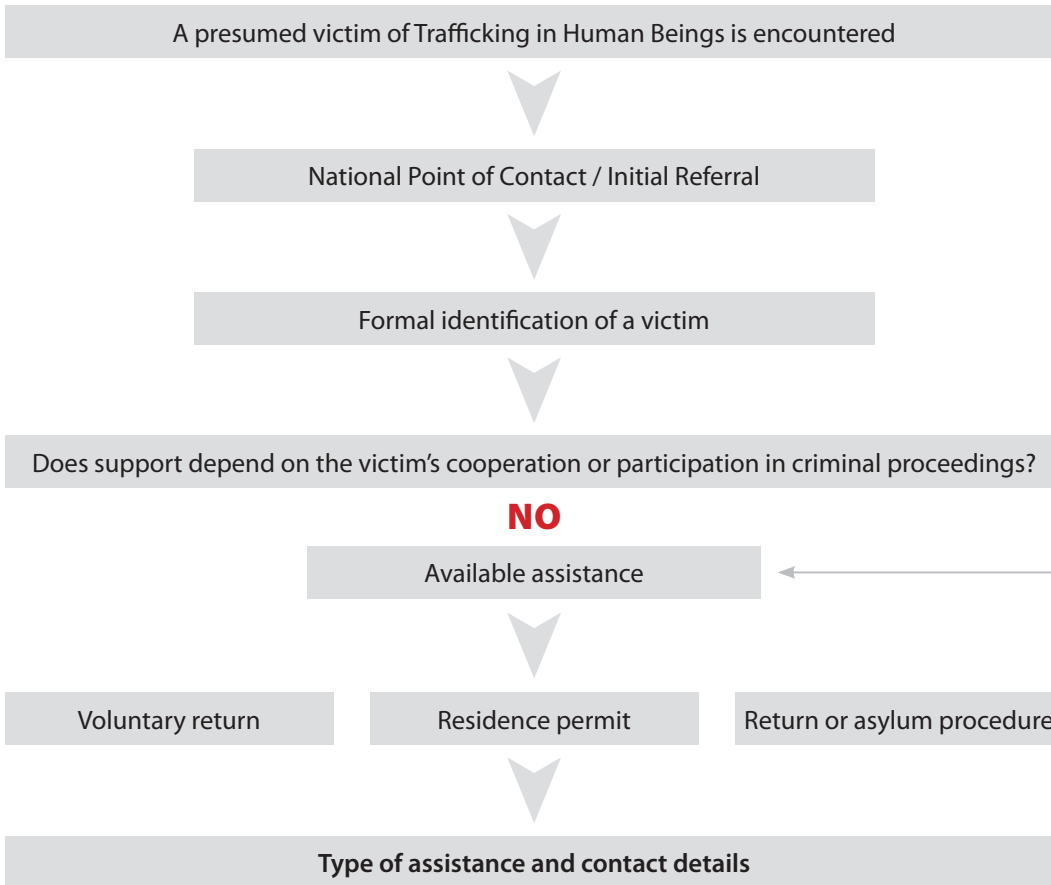 A presumed victim of Trafficking in Human Beings is encountered
National Point of Contact / Initial Referral
Formal identification of a victim
Does support depend on the victim’s cooperation or participation in criminal proceedings?
NO
Available assistance
Voluntary return
Residence permit
Return or asylum procedure
Type of assistance and contact details